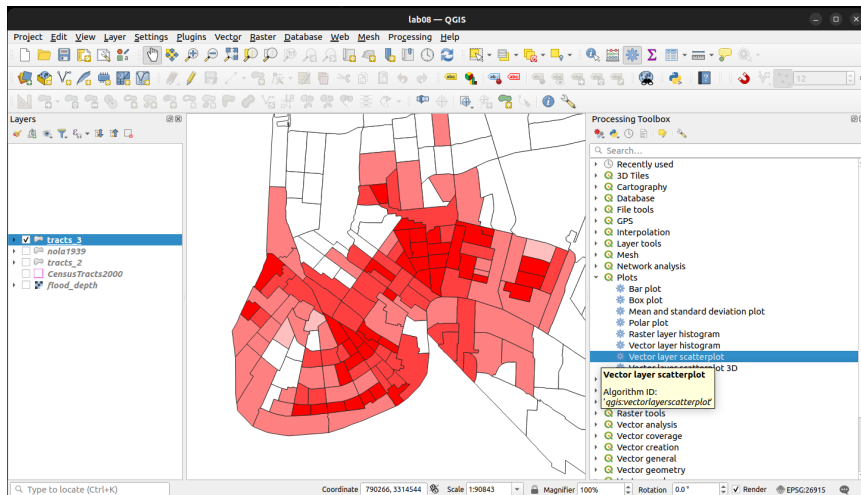 lab08 — QGIS
Project Edit View Layer Settings Plugins Vector Raster Database Web Mesh Processing Help
abc abc abc
12
Layers
tracts_3
nola1939
tracts_2
CensusTracts2000
flood_depth
Processing Toolbox
Search...
Recently used
3D Tiles
Cartography
Database
File tools
GPS
Interpolation
Layer tools
Mesh
Network analysis
Plots
Bar plot
Box plot
Mean and standard deviation plot
Polar plot
Raster layer histogram
Vector layer histogram
Vector layer scatterplot
Vector layer scatterplot 3D
Vector layer scatterplot
Algorithm ID:
'qgis:vectorlayerscatterplot'
Raster tools
Vector analysis
Vector coverage
Vector creation
Vector general
Vector geometry
Type to locate (Ctrl+K)
Coordinate 790266, 3314544 Scale 1:90843 Magnifier 100% Rotation 0.0° Render EPSG:26915